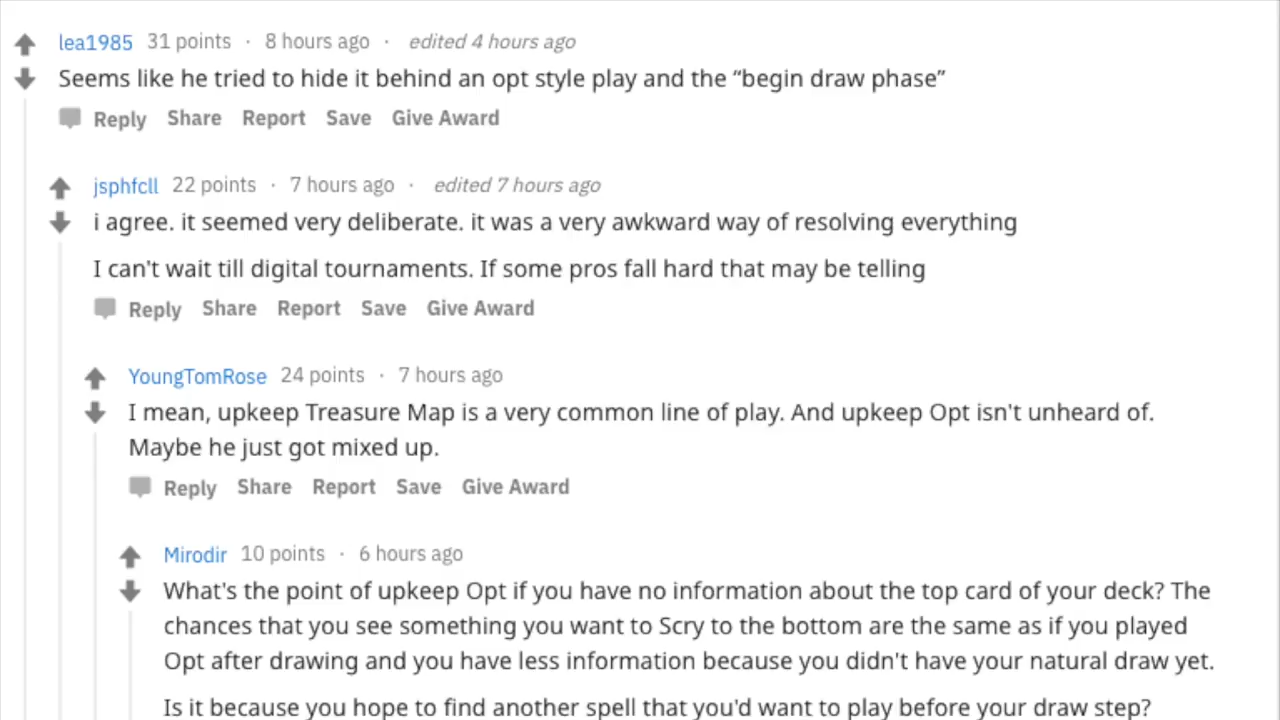 lea1985 31 points · 8 hours ago · edited 4 hours ago
Seems like he tried to hide it behind an opt style play and the “begin draw phase”
Reply Share Report Save Give Award
jsphfcll 22 points · 7 hours ago · edited 7 hours ago
i agree. it seemed very deliberate. it was a very awkward way of resolving everything
I can't wait till digital tournaments. If some pros fall hard that may be telling
Reply Share Report Save Give Award
YoungTomRose 24 points · 7 hours ago
I mean, upkeep Treasure Map is a very common line of play. And upkeep Opt isn't unheard of.
Maybe he just got mixed up.
Reply Share Report Save Give Award
Mirodir 10 points · 6 hours ago
What's the point of upkeep Opt if you have no information about the top card of your deck? The
chances that you see something you want to Scry to the bottom are the same as if you played
Opt after drawing and you have less information because you didn't have your natural draw yet.
Is it because you hope to find another spell that you'd want to play before your draw step?